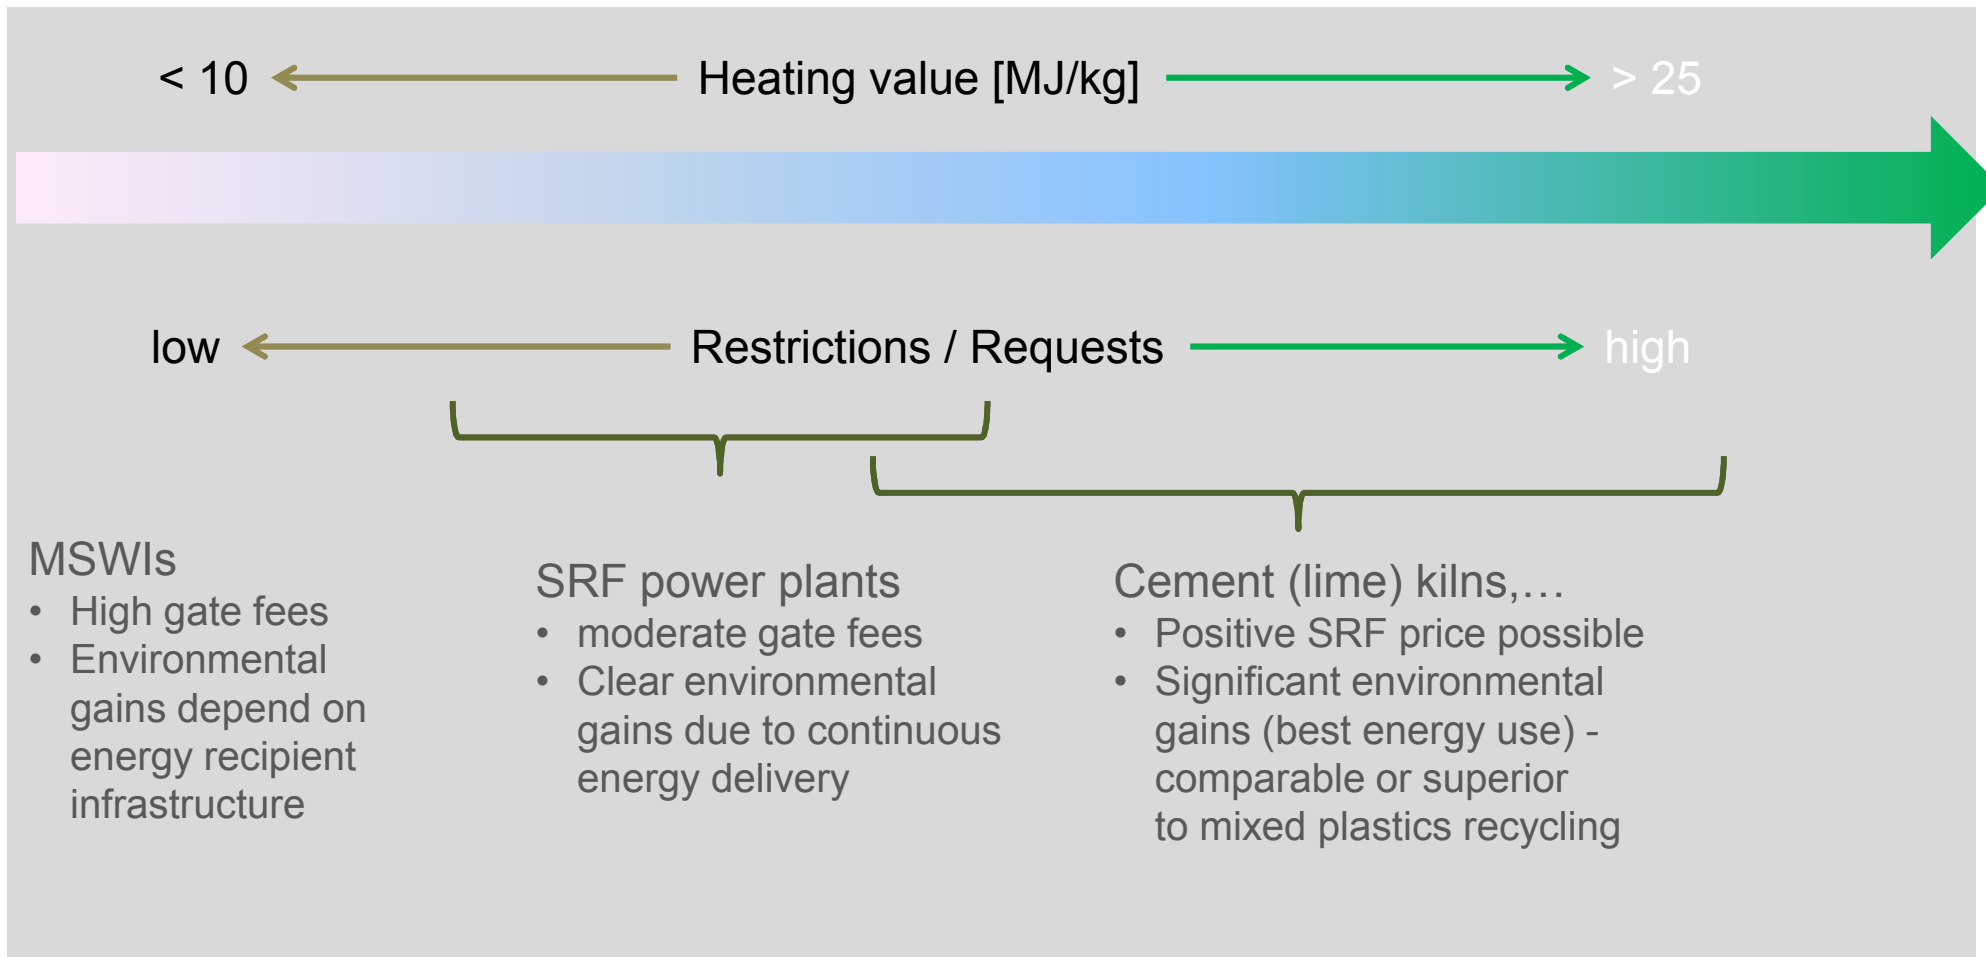 < 10 Heating value [MJ/kg] > 25
low Restrictions / Requests high
MSWIs
• High gate fees
• Environmental
gains depend on
energy recipient
infrastructure
SRF power plants
• moderate gate fees
• Clear environmental
gains due to continuous
energy delivery
Cement (lime) kilns,…
• Positive SRF price possible
• Significant environmental
gains (best energy use) -
comparable or superior
to mixed plastics recycling